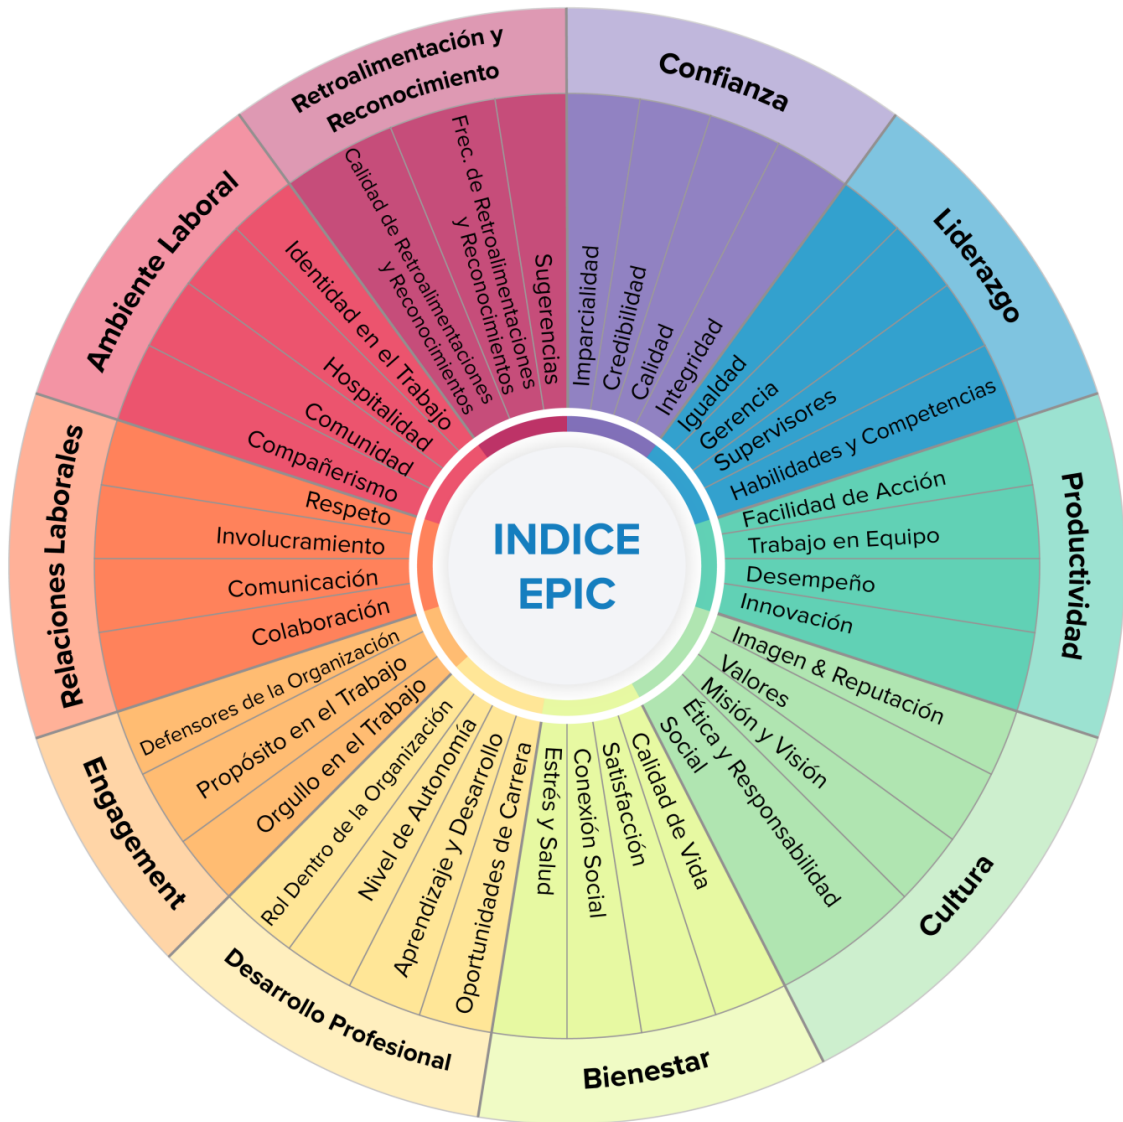 INDICE
EPIC
Confianza
Imparcialidad
Credibilidad
Calidad
Integridad
Liderazgo
Igualdad
Gerencia
Supervisores
Habilidades y Competencias
Productividad
Facilidad de Acción
Trabajo en Equipo
Desempeño
Innovación
Cultura
Imagen & Reputación
Valores
Misión y Visión
Ética y Responsabilidad
Social
Bienestar
Calidad de Vida
Satisfacción
Conexión Social
Estrés y Salud
Desarrollo Profesional
Oportunidades de Carrera
Aprendizaje y Desarrollo
Nivel de Autonomía
Rol Dentro de la Organización
Engagement
Orgullo en el Trabajo
Propósito en el Trabajo
Defensores de la Organización
Relaciones Laborales
Colaboración
Comunicación
Involucramiento
Respeto
Ambiente Laboral
Compañerismo
Comunidad
Hospitalidad
Identidad en el Trabajo
Retroalimentación y
Reconocimiento
Calidad de Retroalimentaciones
y Reconocimientos
Frec. de Retroalimentaciones
y Reconocimientos
Sugerencias